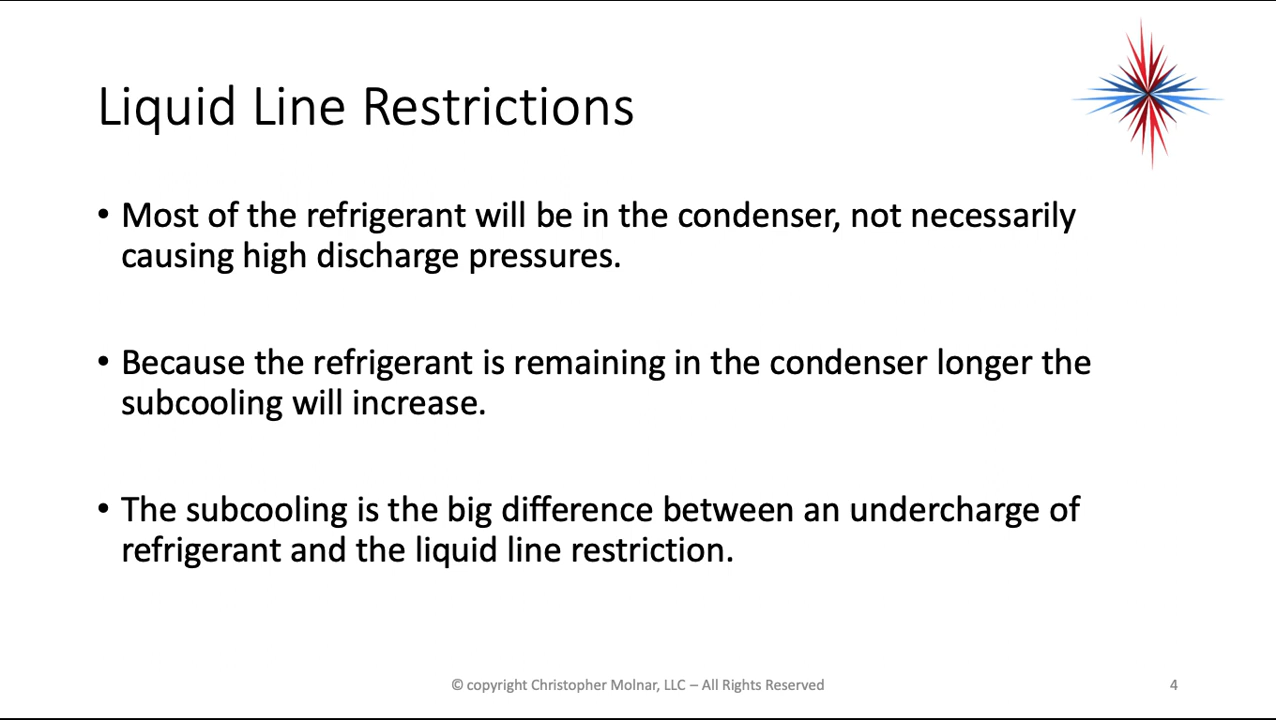 Liquid Line Restrictions
• Most of the refrigerant will be in the condenser, not necessarily
causing high discharge pressures.
• Because the refrigerant is remaining in the condenser longer the
subcooling will increase.
• The subcooling is the big difference between an undercharge of
refrigerant and the liquid line restriction.
© copyright Christopher Molnar, LLC – All Rights Reserved
4